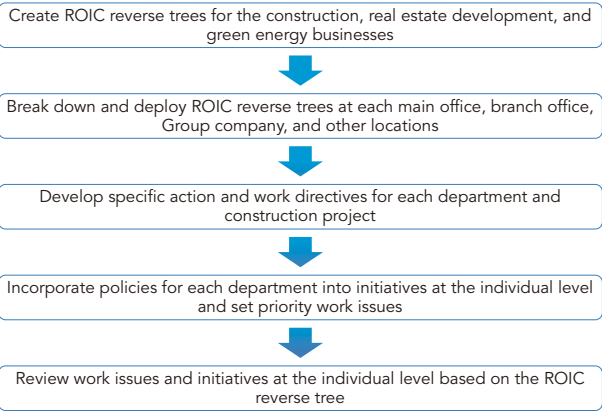 Create ROIC reverse trees for the construction, real estate development, and
green energy businesses
Break down and deploy ROIC reverse trees at each main office, branch office,
Group company, and other locations
Develop specific action and work directives for each department and
construction project
Incorporate policies for each department into initiatives at the individual level
and set priority work issues
Review work issues and initiatives at the individual level based on the ROIC
reverse tree